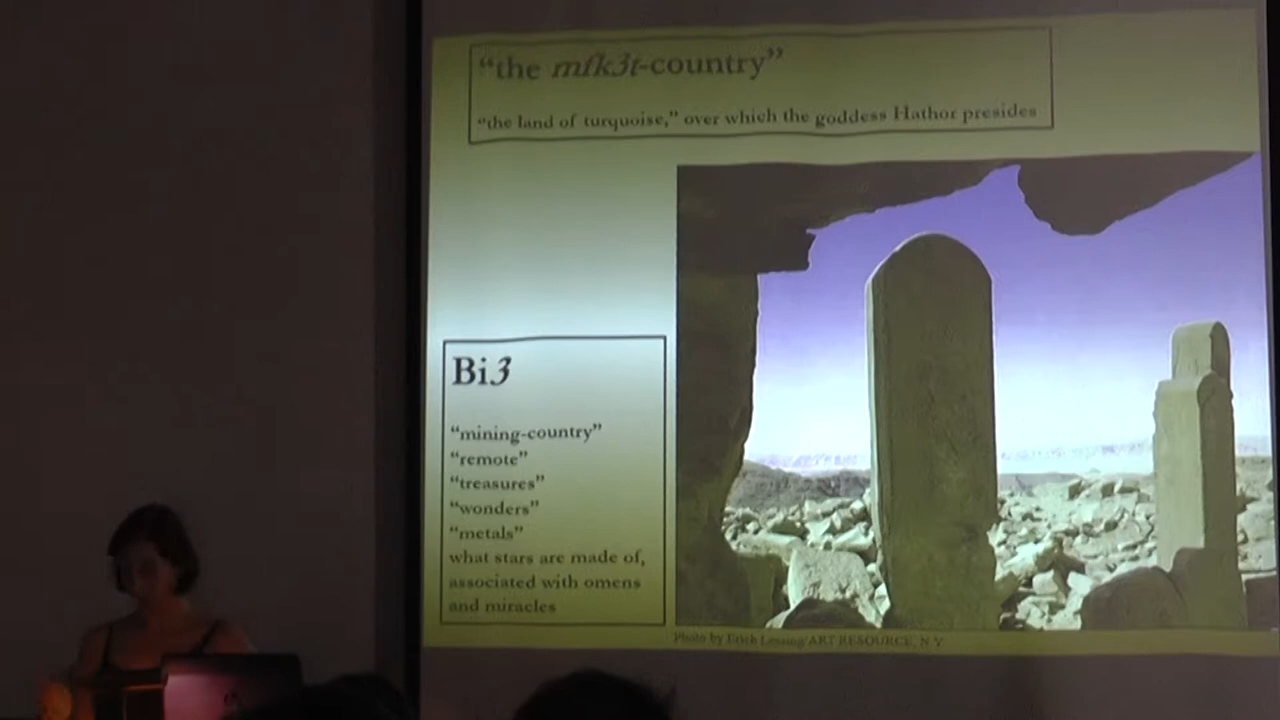 “the mfk3t-country”
“the land of turquoise,” over which the goddess Hathor presides
Bi3
“mining-country”
“remote”
“treasures”
“wonders”
“metals”
what stars are made of,
associated with omens
and miracles
Photo by Erich Lessing/ART RESOURCE, N.Y